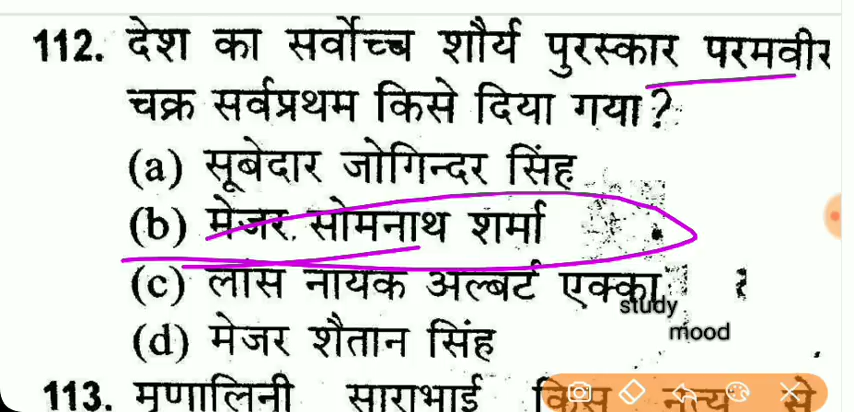 112. देश का सर्वोच्च शौर्य पुरस्कार परमवीर
चक्र सर्वप्रथम किसे दिया गया?
(a) सूबेदार जोगिन्दर सिंह
(b) मेजर सोमनाथ शर्मा
(c) लांस नायक अल्बर्ट एक्का
study
mood
(d) मेजर शैतान सिंह
113. मृणालिनी साराभाई किस नृत्य से